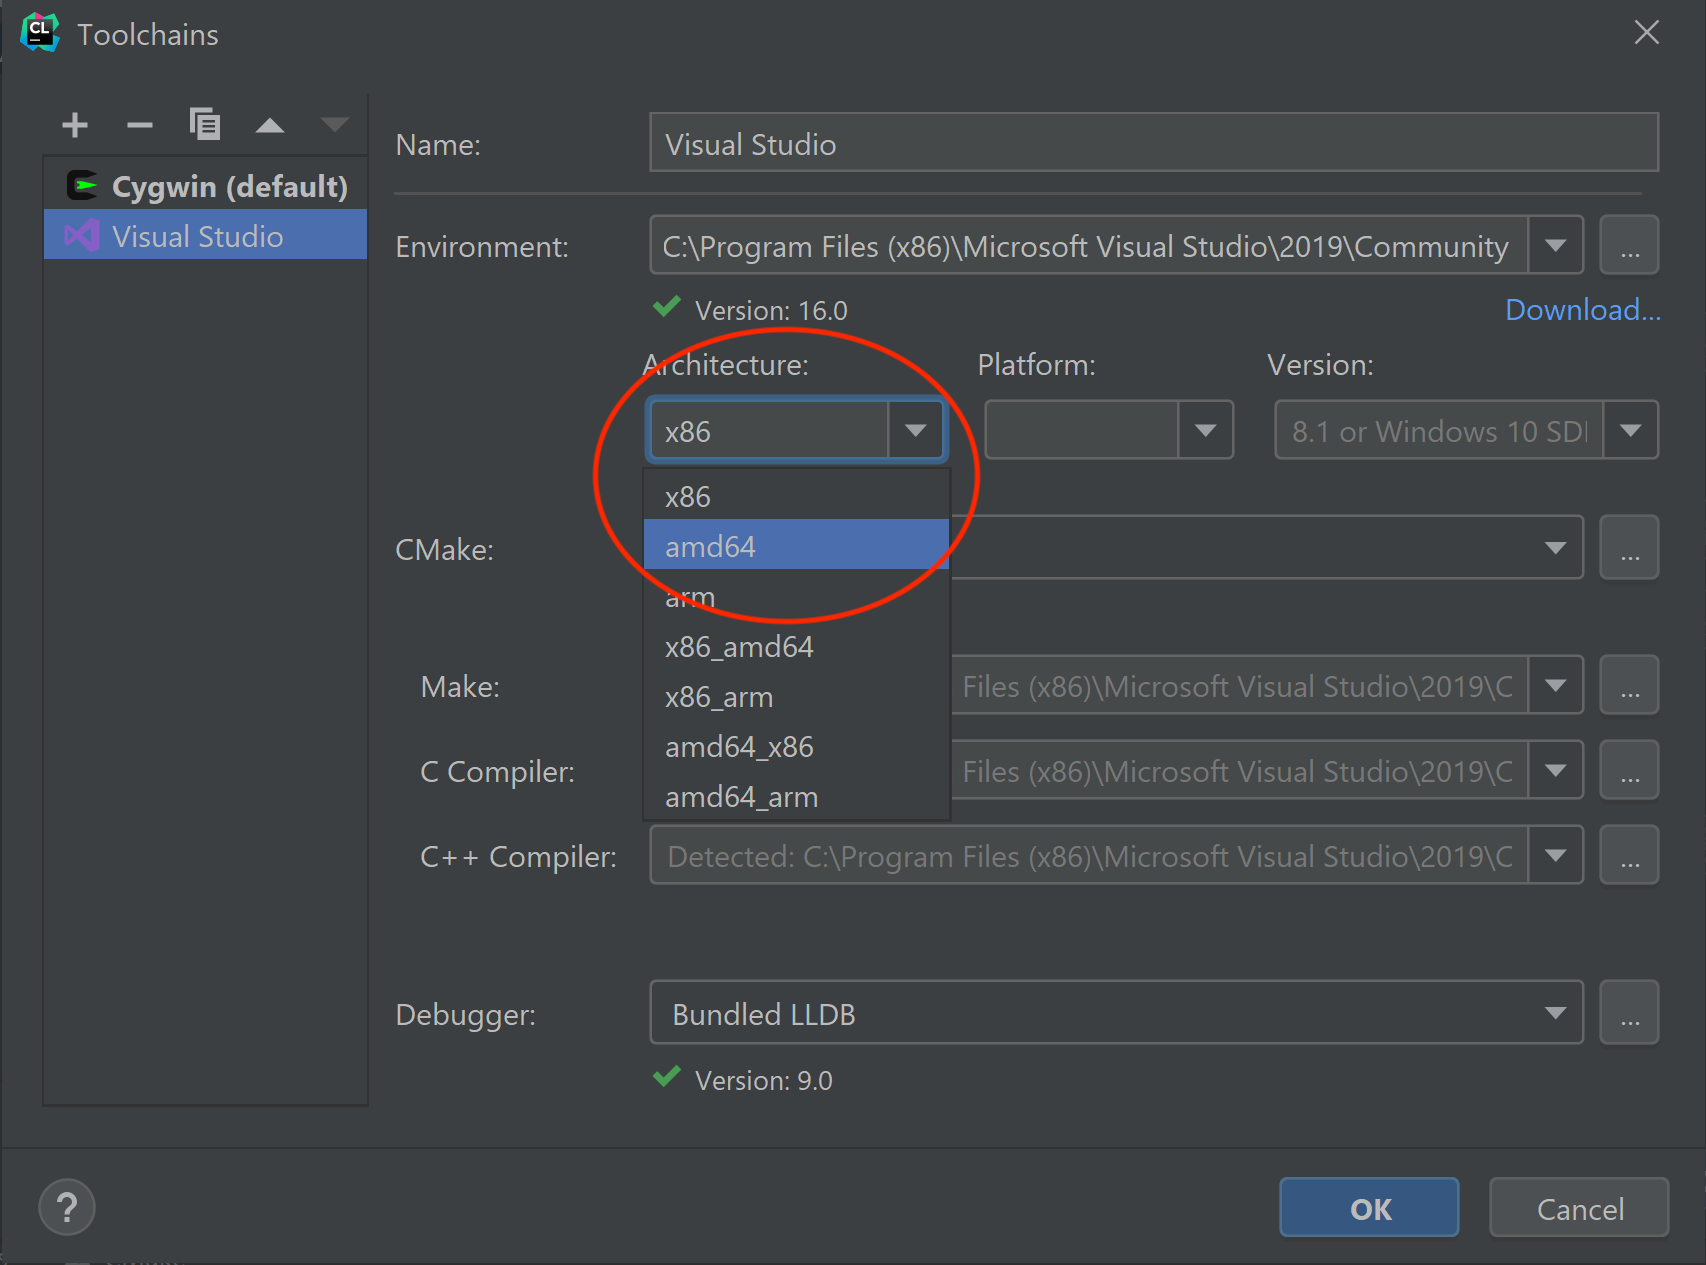 CL Toolchains
Cygwin (default)
Visual Studio
Name: Visual Studio
Environment: C:\Program Files (x86)\Microsoft Visual Studio\2019\Community ...
Version: 16.0 Download...
Architecture: Platform: Version:
x86 8.1 or Windows 10 SD
x86
amd64
arm
x86_amd64
x86_arm
amd64_x86
amd64_arm
CMake: ...
Make: Files (x86)\Microsoft Visual Studio\2019\C ...
C Compiler: Files (x86)\Microsoft Visual Studio\2019\C ...
C++ Compiler: Detected: C:\Program Files (x86)\Microsoft Visual Studio\2019\C ...
Debugger: Bundled LLDB ...
Version: 9.0
? OK Cancel